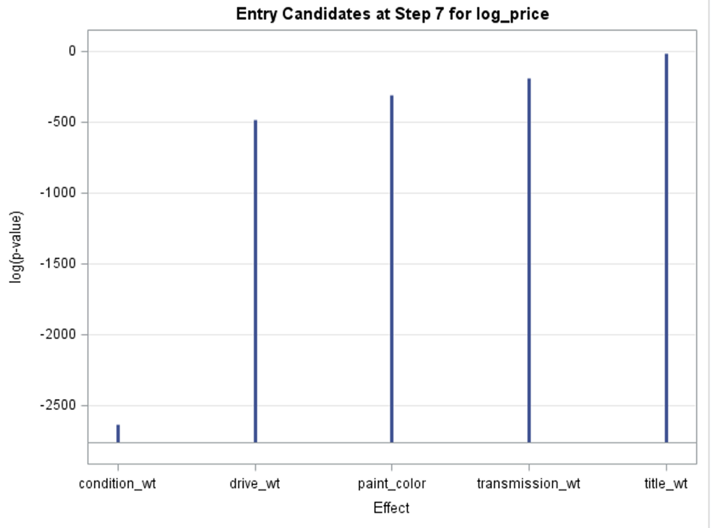 Entry Candidates at Step 7 for log_price
0
-500
-1000
-1500
-2000
-2500
log(p-value)
condition_wt drive_wt paint_color transmission_wt title_wt
Effect